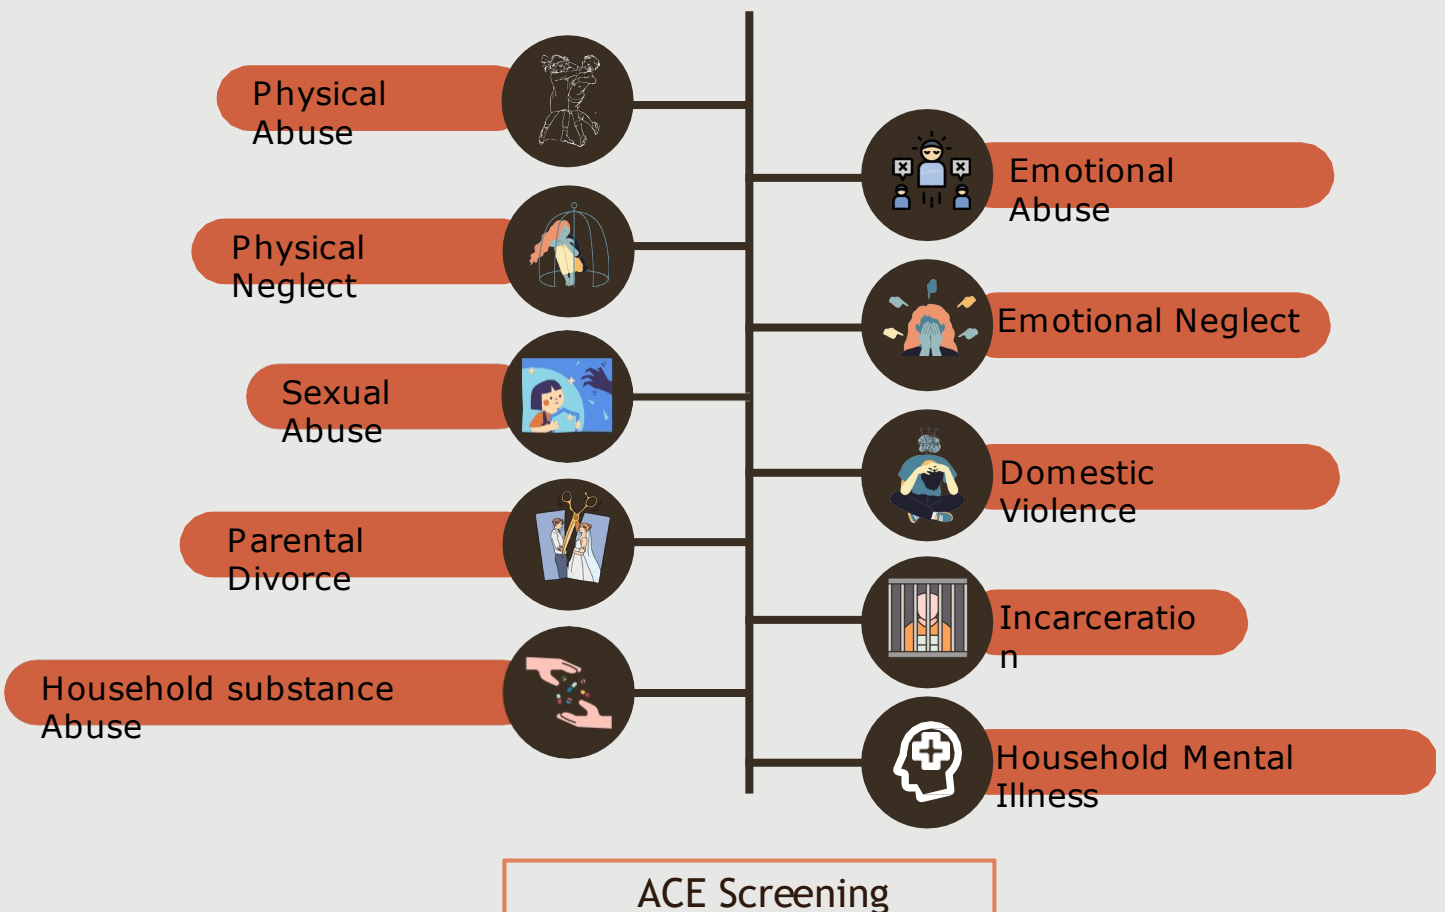 Physical
Abuse
Emotional
Abuse
Physical
Neglect
Emotional Neglect
Sexual
Abuse
Domestic
Violence
Parental
Divorce
Incarceratio
n
Household substance
Abuse
Household Mental
Illness
ACE Screening